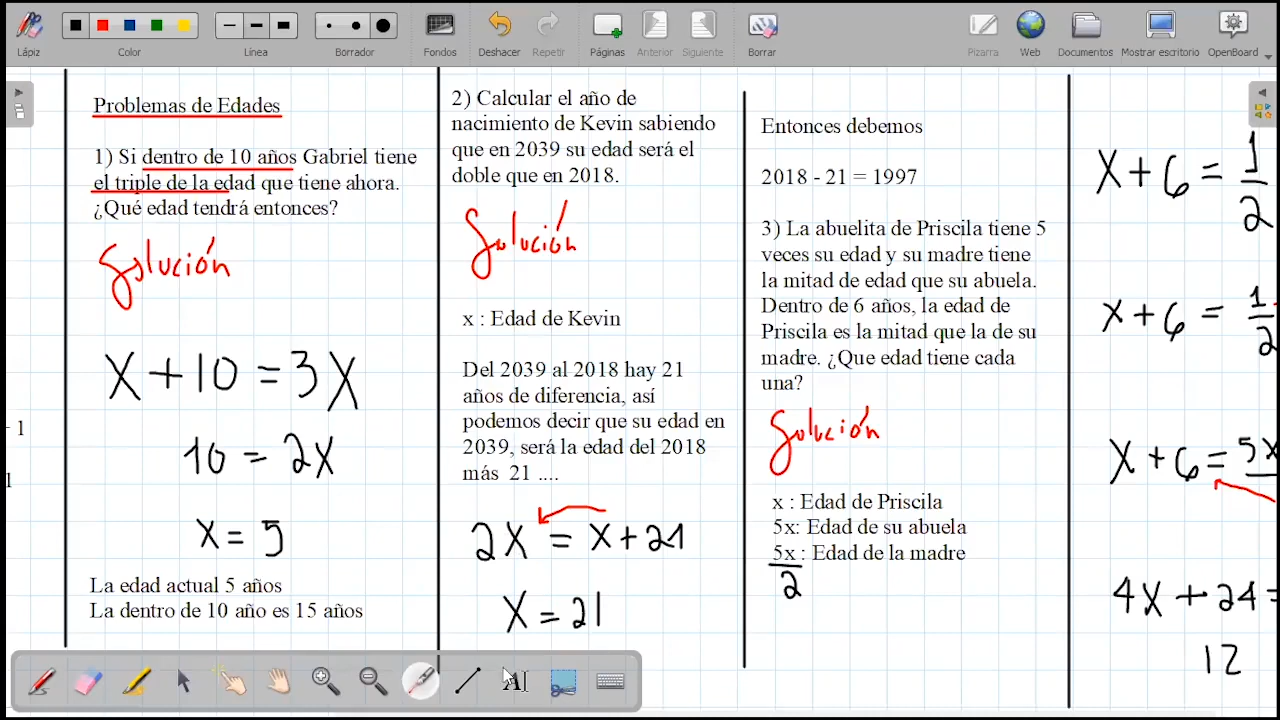 Lápiz
Color
Línea
Borrador
Fondos
Deshacer
Repetir
Páginas
Anterior
Siguiente
Borrar
Pizarra
Web
Documentos
Mostrar escritorio
OpenBoard
1
1
Problemas de Edades
1) Si dentro de 10 años Gabriel tiene
el triple de la edad que tiene ahora.
¿Qué edad tendrá entonces?
Solución
X + 10 = 3X
10 = 2X
X = 5
La edad actual 5 años
La dentro de 10 año es 15 años
2) Calcular el año de
nacimiento de Kevin sabiendo
que en 2039 su edad será el
doble que en 2018.
Solución
x : Edad de Kevin
Del 2039 al 2018 hay 21
años de diferencia, así
podemos decir que su edad en
2039, será la edad del 2018
más 21 ....
2X = X + 21
X = 21
Entonces debemos
2018 - 21 = 1997
3) La abuelita de Priscila tiene 5
veces su edad y su madre tiene
la mitad de edad que su abuela.
Dentro de 6 años, la edad de
Priscila es la mitad que la de su
madre. ¿Que edad tiene cada
una?
Solución
x : Edad de Priscila
5x: Edad de su abuela
5x : Edad de la madre
2
X + 6 = 1
2
X + 6 = 1
2
X + 6 = 5X
4X + 24 =
12